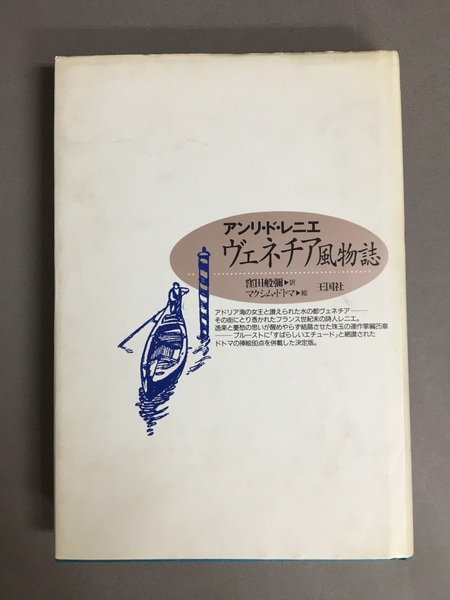 アンリ・ド・レニエ
ヴェネチア風物誌
窪田般彌▶訳
マクシム・ドトマ▶絵
王国社
アドリア海の女王と讃えられた水の都ヴェネチア――
その街にとり憑かれたフランス世紀末の詩人レニエ。
逸楽と憂愁の思いが醒めやらず結晶させた珠玉の連作掌編25章
――プルーストに「すばらしいエチュード」と絶讃された
ドトマの挿絵80点を併載した決定版。